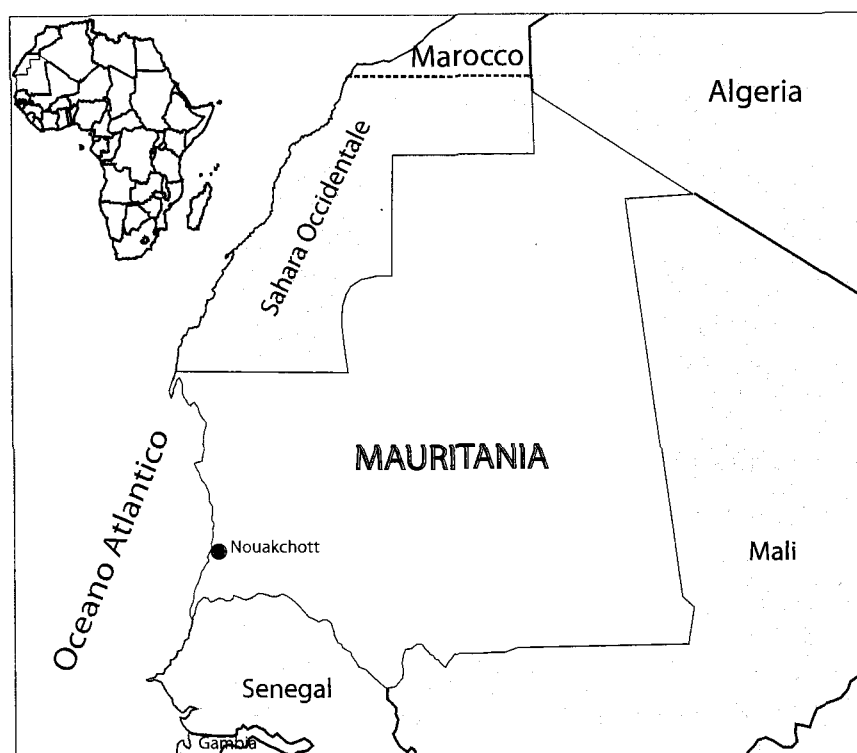 Marocco
Algeria
Sahara Occidentale
MAURITANIA
Oceano Atlantico
Nouakchott
Mali
Senegal
Gambia